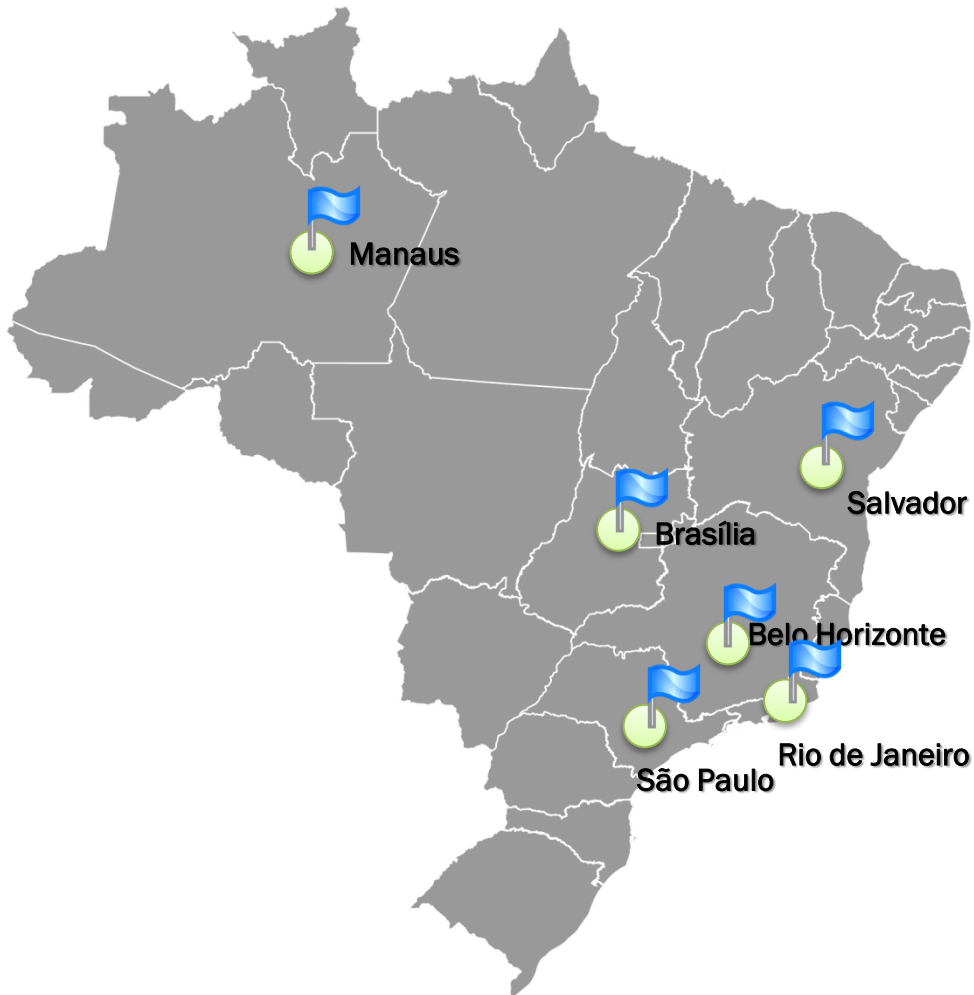 Manaus
Salvador
Brasília
Belo Horizonte
Rio de Janeiro
São Paulo